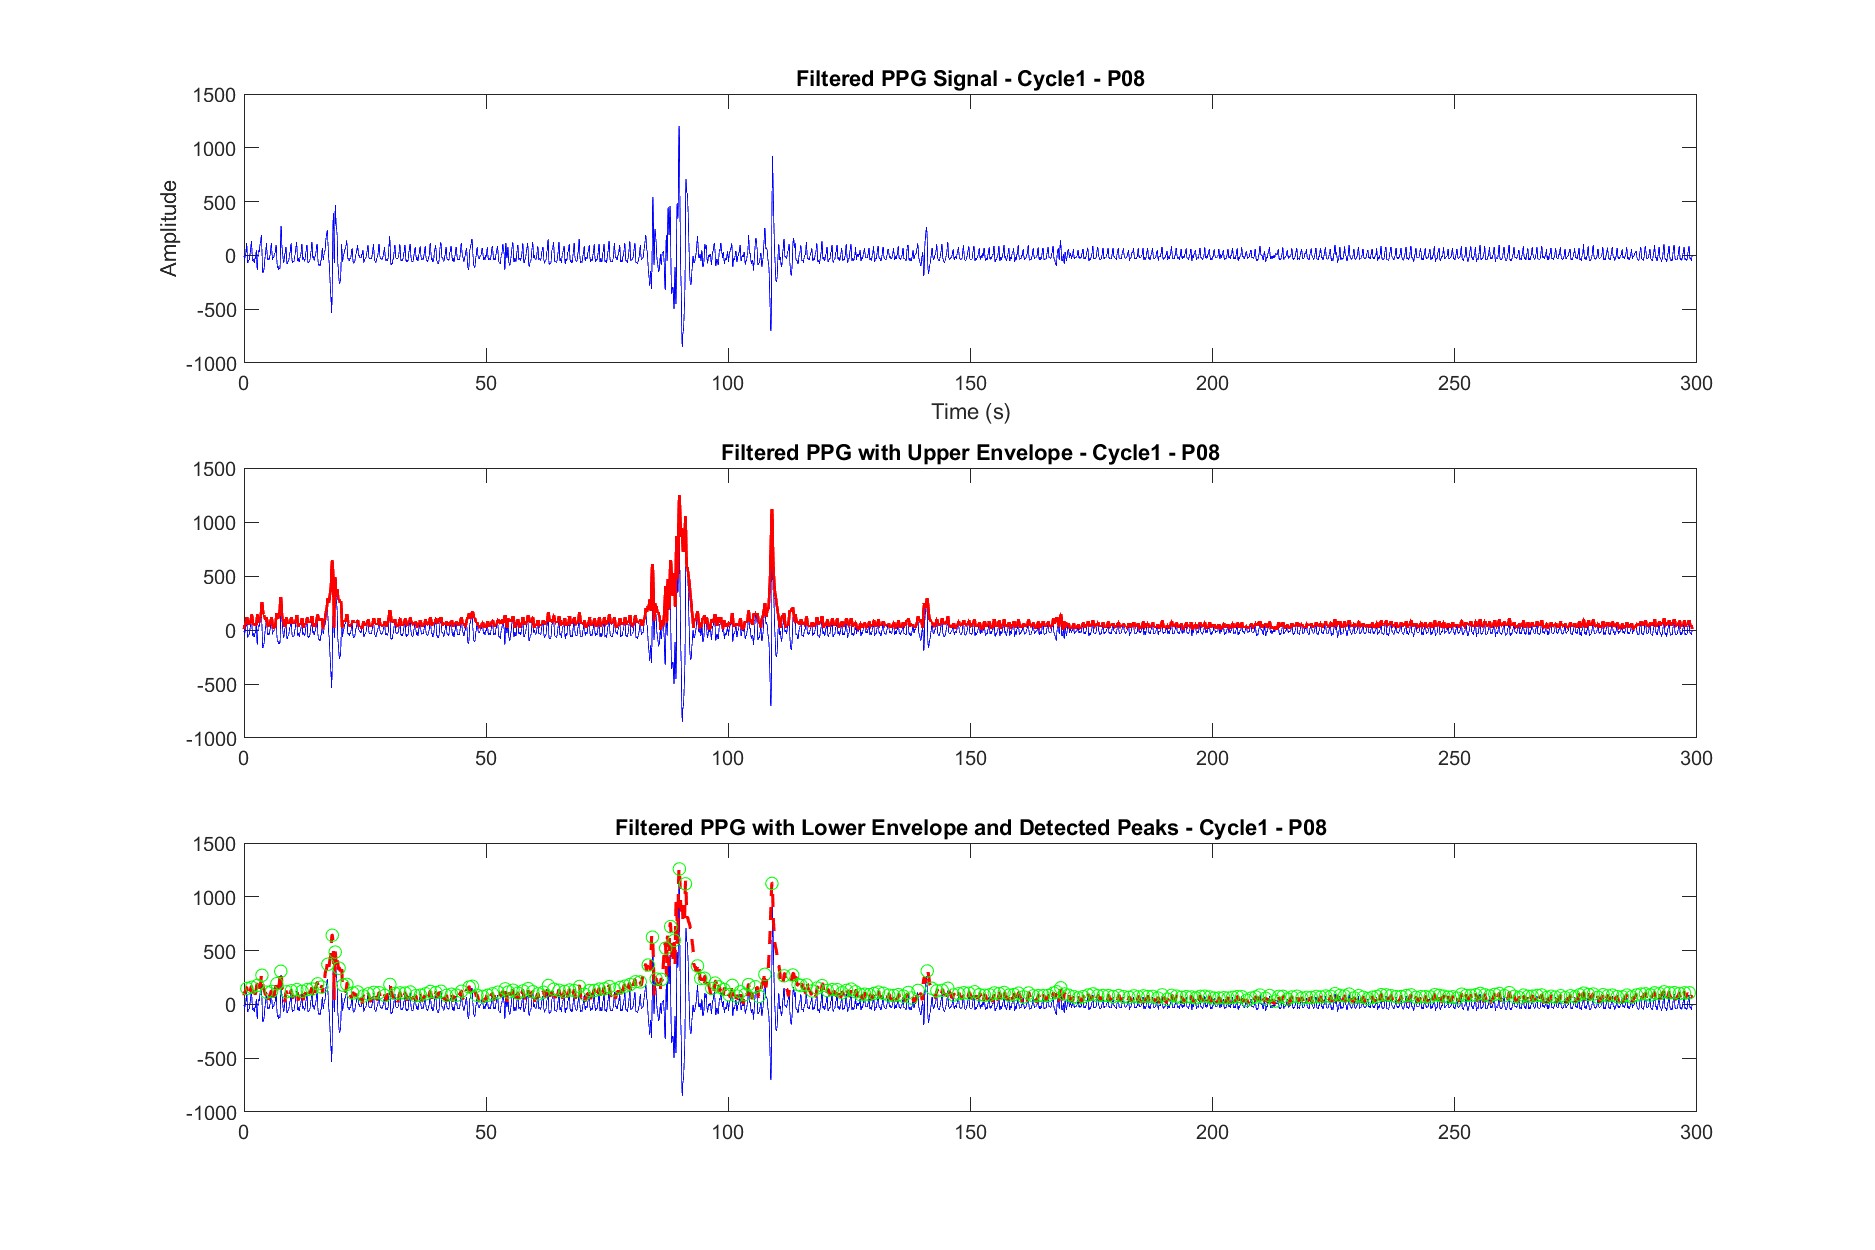 Filtered PPG Signal - Cycle1 - P08
1500
1000
500
0
-500
-1000
Amplitude
0 50 100 150 200 250 300
Time (s)
Filtered PPG with Upper Envelope - Cycle1 - P08
1500
1000
500
0
-500
-1000
0 50 100 150 200 250 300
Filtered PPG with Lower Envelope and Detected Peaks - Cycle1 - P08
1500
1000
500
0
-500
-1000
0 50 100 150 200 250 300